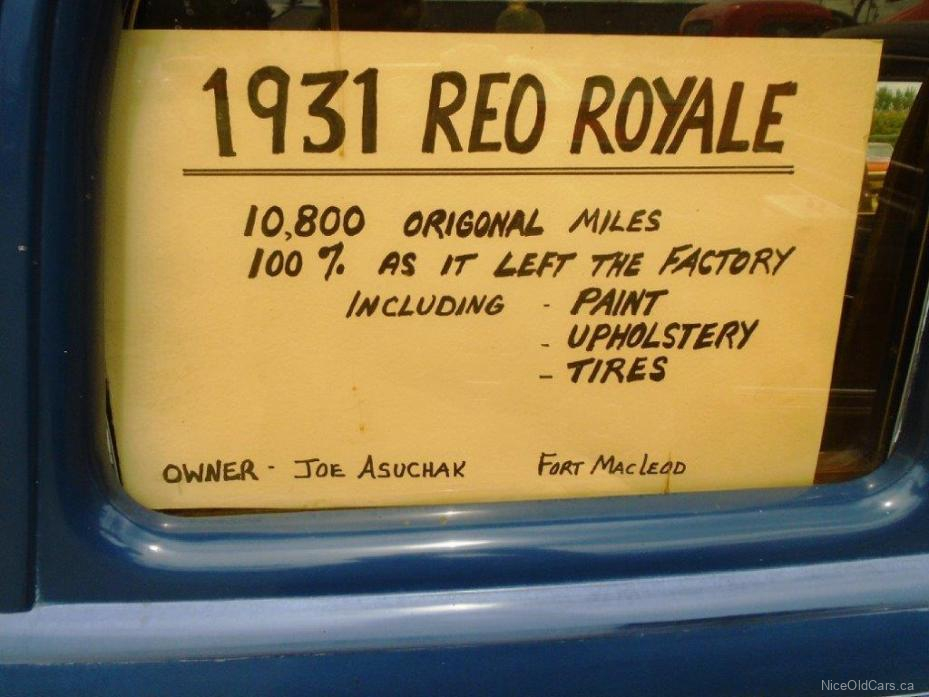 1931 REO ROYALE
10,800 ORIGONAL MILES
100% AS IT LEFT THE FACTORY
INCLUDING - PAINT
- UPHOLSTERY
- TIRES
OWNER - JOE ASUCHAK FORT MACLEOD
NiceOldCars.ca